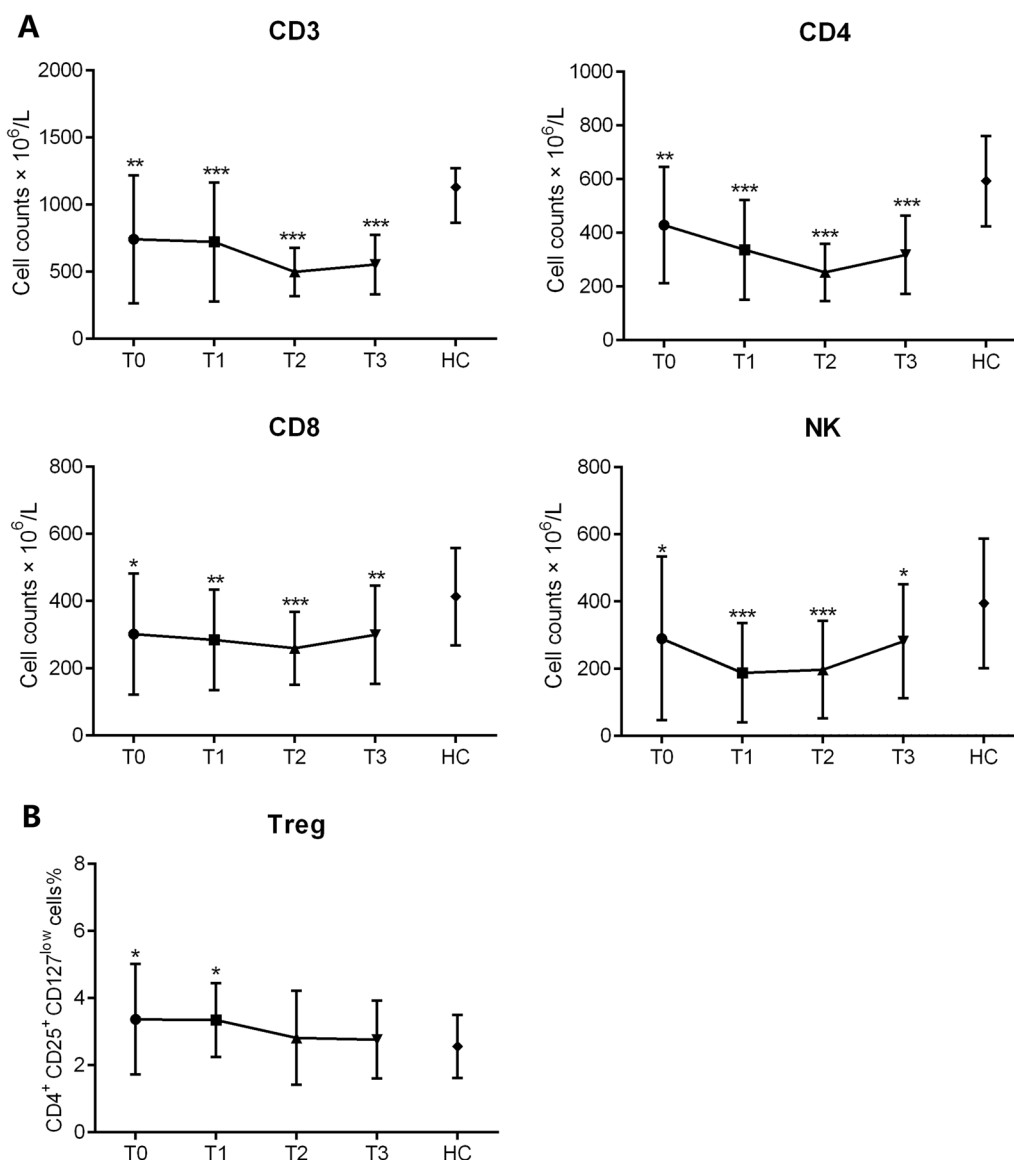 A
CD3
Cell counts × 10⁶/L
2000
1500
1000
500
0
** *** *** ***
T0 T1 T2 T3 HC
CD4
Cell counts × 10⁶/L
1000
800
600
400
200
0
** *** *** ***
T0 T1 T2 T3 HC
CD8
Cell counts × 10⁶/L
800
600
400
200
0
* ** *** **
T0 T1 T2 T3 HC
NK
Cell counts × 10⁶/L
800
600
400
200
0
* *** *** *
T0 T1 T2 T3 HC
B
Treg
CD4⁺ CD25⁺ CD127ˡᵒʷ cells%
8
6
4
2
0
* *
T0 T1 T2 T3 HC